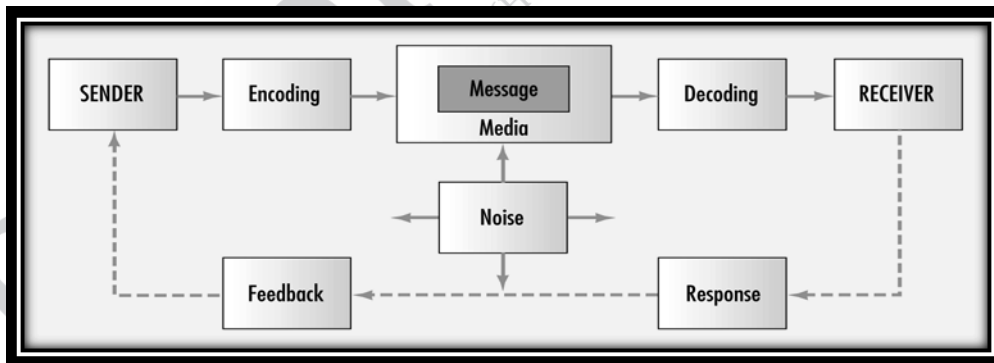 SENDER
Encoding
Message
Media
Decoding
RECEIVER
Noise
Feedback
Response